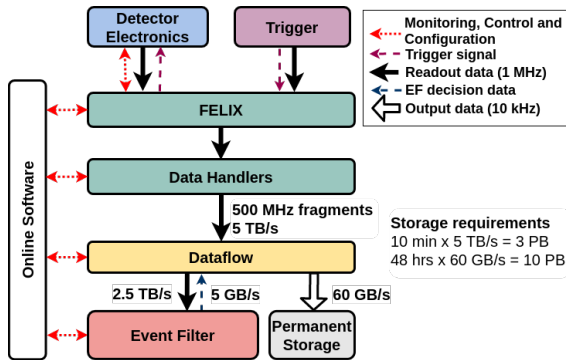 Detector
Electronics
Trigger
Monitoring, Control and
Configuration
Trigger signal
Readout data (1 MHz)
EF decision data
Output data (10 kHz)
FELIX
Data Handlers
500 MHz fragments
5 TB/s
Storage requirements
10 min x 5 TB/s = 3 PB
48 hrs x 60 GB/s = 10 PB
Dataflow
2.5 TB/s
5 GB/s
60 GB/s
Event Filter
Permanent
Storage
Online Software